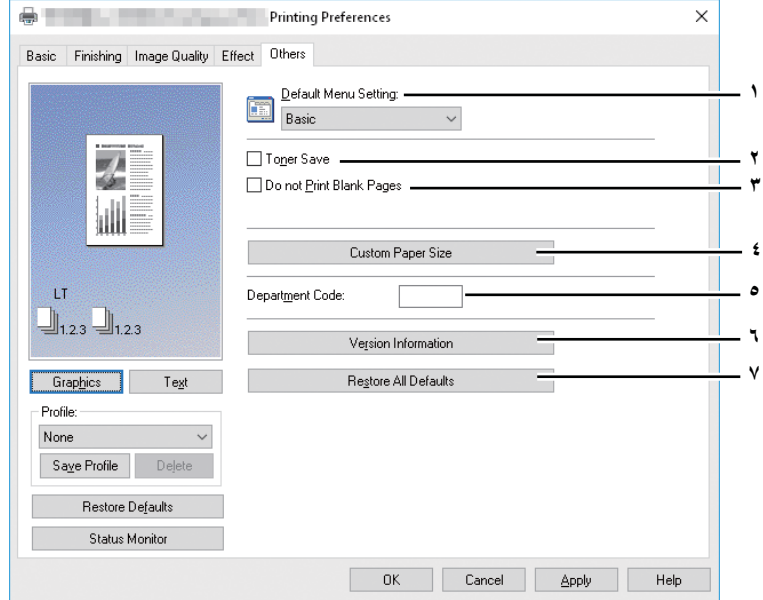 Printing Preferences
Basic Finishing Image Quality Effect Others
Default Menu Setting: ١
Basic
Toner Save ٢
Do not Print Blank Pages ٣
Custom Paper Size ٤
LT
1.2.3 1.2.3
Department Code: ٥
Version Information ٦
Graphics Text
Restore All Defaults ٧
Profile:
None
Save Profile Delete
Restore Defaults
Status Monitor
OK Cancel Apply Help